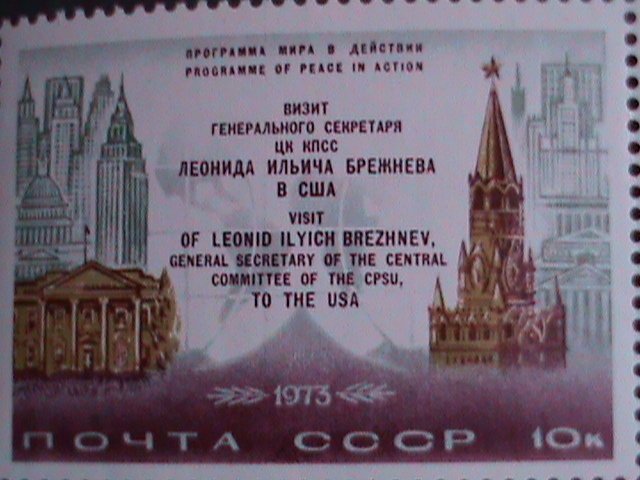 ПРОГРАММА МИРА В ДЕЙСТВИИ
PROGRAMME OF PEACE IN ACTION
ВИЗИТ
ГЕНЕРАЛЬНОГО СЕКРЕТАРЯ
ЦК КПСС
ЛЕОНИДА ИЛЬИЧА БРЕЖНЕВА
В США
VISIT
OF LEONID ILYICH BREZHNEV,
GENERAL SECRETARY OF THE CENTRAL
COMMITTEE OF THE CPSU,
TO THE USA
1973
ПОЧТА СССР 10к